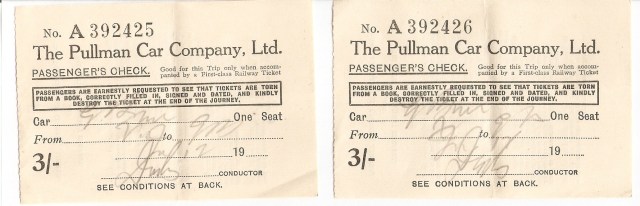 No. A 392425
The Pullman Car Company, Ltd.
PASSENGER'S CHECK. Good for this Trip only when accompanied by a First-class Railway Ticket
PASSENGERS ARE EARNESTLY REQUESTED TO SEE THAT TICKETS ARE TORN
FROM A BOOK, CORRECTLY FILLED IN, SIGNED AND DATED, AND KINDLY
DESTROY THE TICKET AT THE END OF THE JOURNEY.
Car One Seat
From to
3/- 19
CONDUCTOR
SEE CONDITIONS AT BACK.
No. A 392426
The Pullman Car Company, Ltd.
PASSENGER'S CHECK. Good for this Trip only when accompanied by a First-class Railway Ticket
PASSENGERS ARE EARNESTLY REQUESTED TO SEE THAT TICKETS ARE TORN
FROM A BOOK, CORRECTLY FILLED IN, SIGNED AND DATED, AND KINDLY
DESTROY THE TICKET AT THE END OF THE JOURNEY.
Car One Seat
From to
3/- 19
CONDUCTOR
SEE CONDITIONS AT BACK.